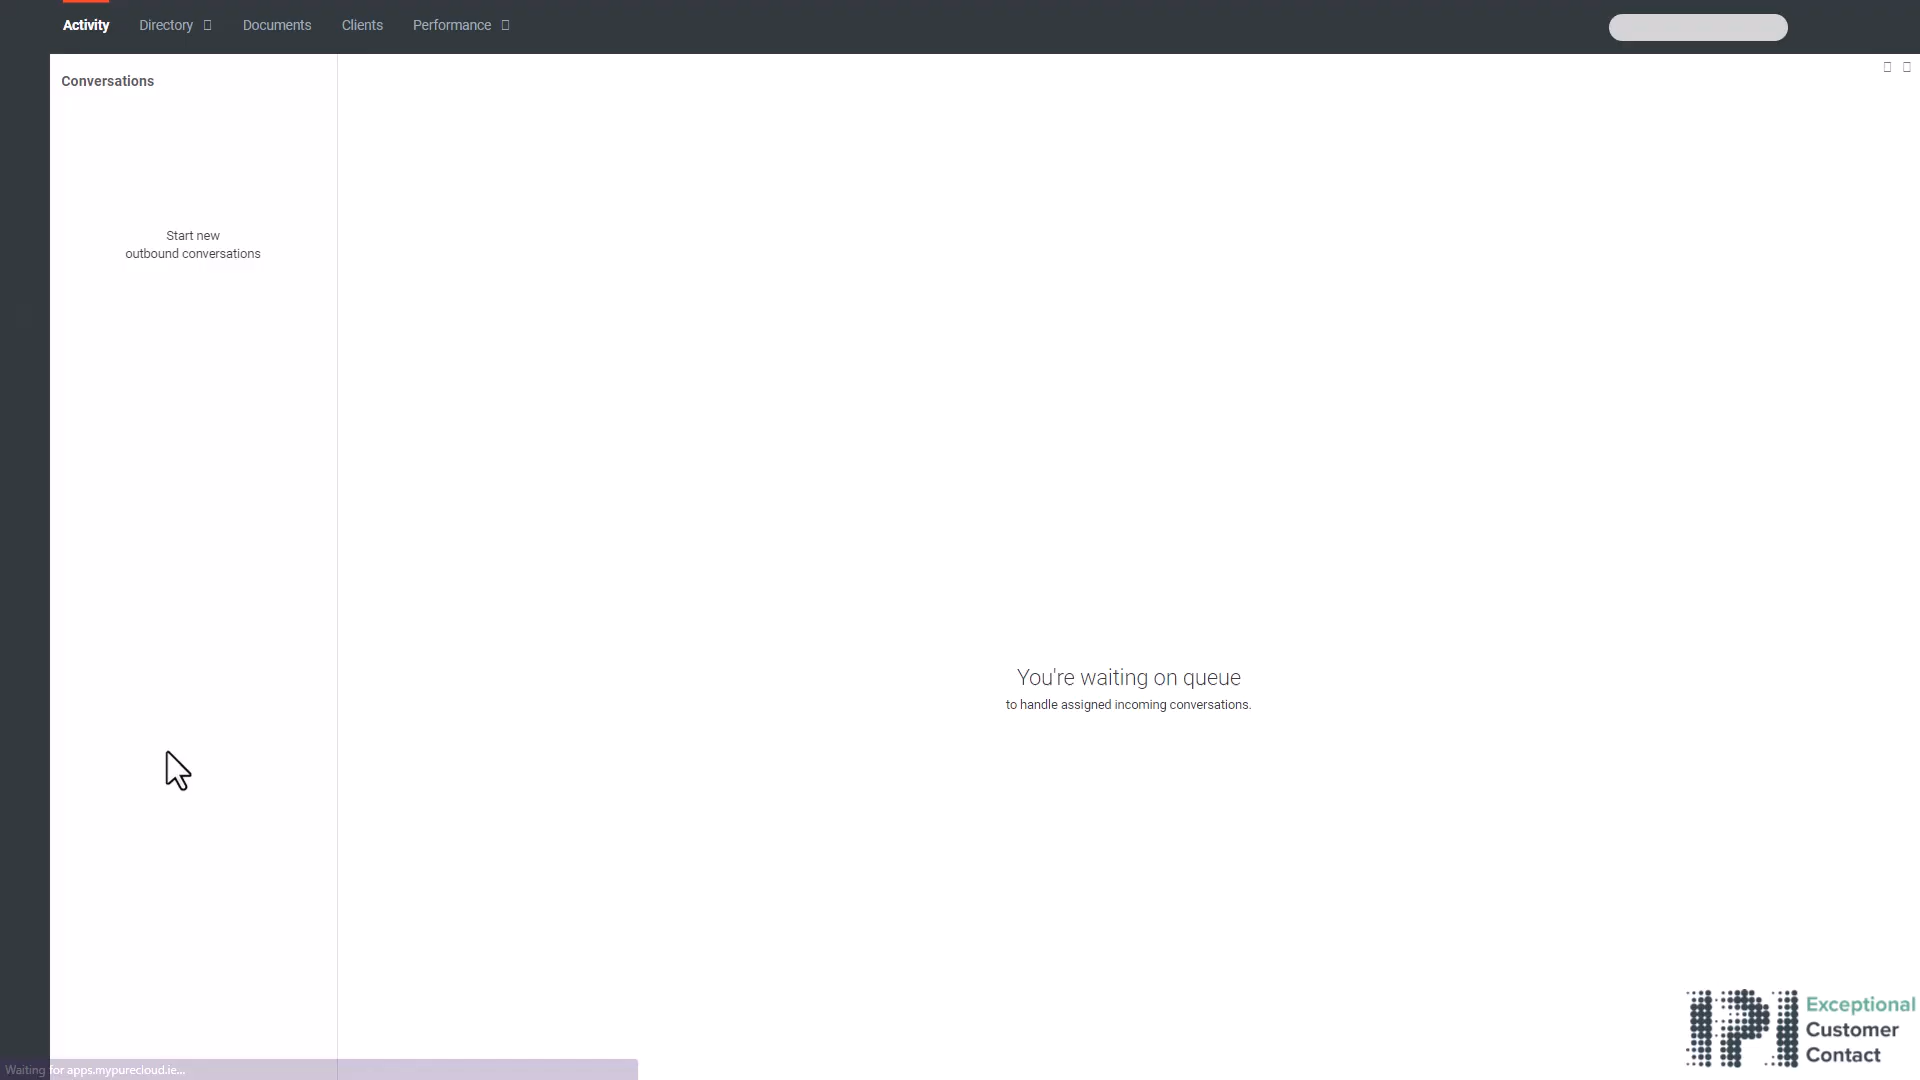 Activity
Directory
Documents
Clients
Performance
Conversations
Start new
outbound conversations
You're waiting on queue
to handle assigned incoming conversations.
Waiting for apps.mypurecloud.ie...
IPI
Exceptional
Customer
Contact